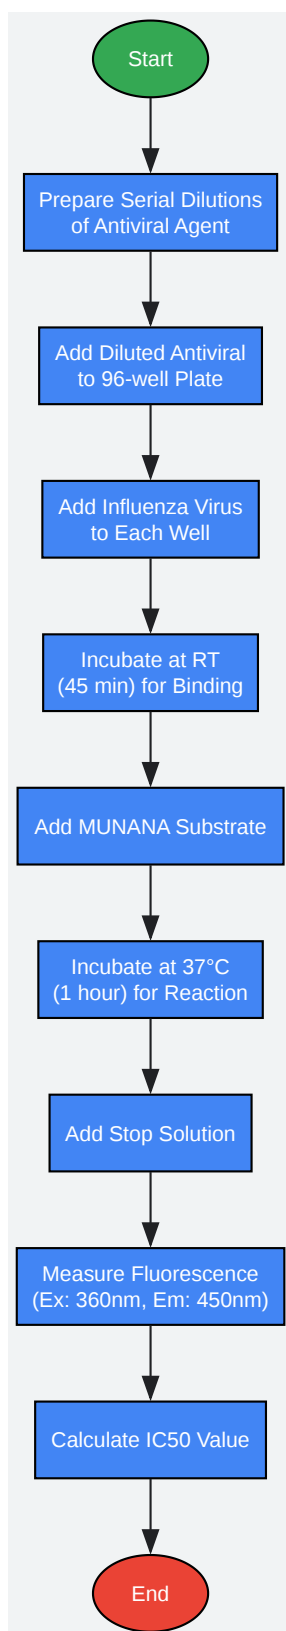 Start
Prepare Serial Dilutions
of Antiviral Agent
Add Diluted Antiviral
to 96-well Plate
Add Influenza Virus
to Each Well
Incubate at RT
(45 min) for Binding
Add MUNANA Substrate
Incubate at 37°C
(1 hour) for Reaction
Add Stop Solution
Measure Fluorescence
(Ex: 360nm, Em: 450nm)
Calculate IC50 Value
End